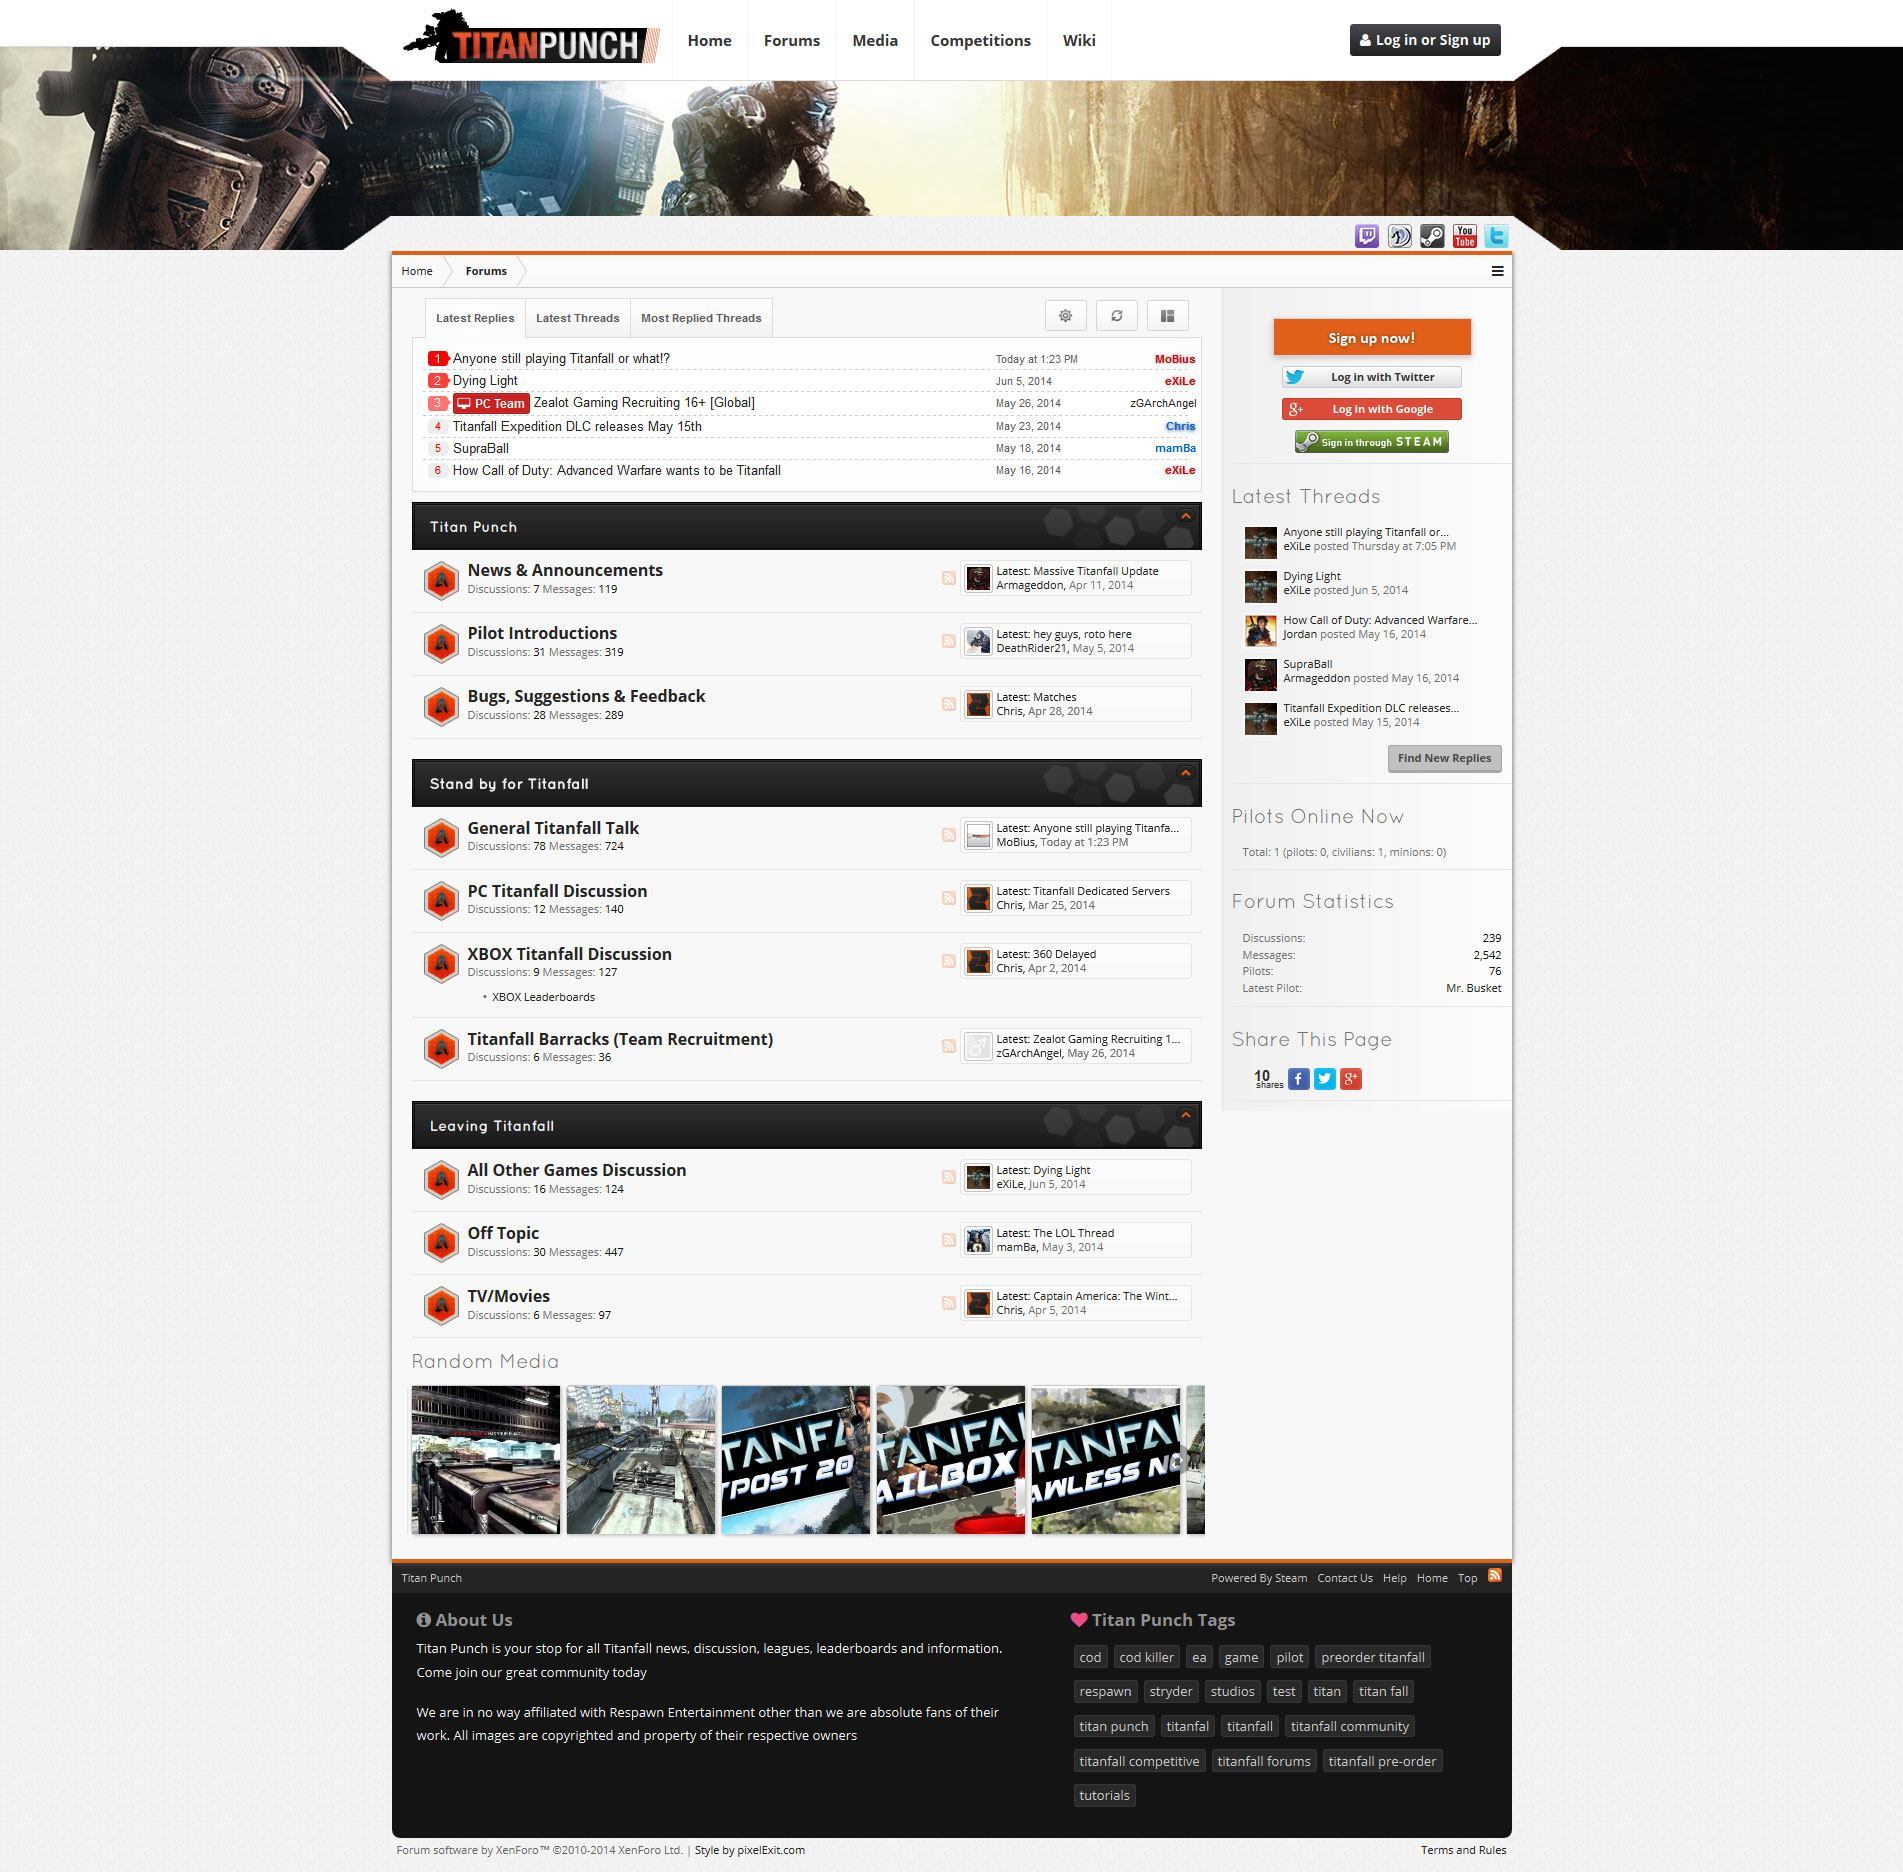 TITANPUNCH
Home Forums Media Competitions Wiki
Log in or Sign up
You Tube
Home Forums
Latest Replies Latest Threads Most Replied Threads
1 Anyone still playing Titanfall or what!? Today at 1:23 PM MoBius
2 Dying Light Jun 5, 2014 eXiLe
3 PC Team Zealot Gaming Recruiting 16+ [Global] May 26, 2014 zGArchAngel
4 Titanfall Expedition DLC releases May 15th May 23, 2014 Chris
5 SupraBall May 18, 2014 mamBa
6 How Call of Duty: Advanced Warfare wants to be Titanfall May 16, 2014 eXiLe
Titan Punch
News & Announcements
Discussions: 7 Messages: 119
Latest: Massive Titanfall Update
Armageddon, Apr 11, 2014
Pilot Introductions
Discussions: 31 Messages: 319
Latest: hey guys, roto here
DeathRider21, May 5, 2014
Bugs, Suggestions & Feedback
Discussions: 28 Messages: 289
Latest: Matches
Chris, Apr 28, 2014
Stand by for Titanfall
General Titanfall Talk
Discussions: 78 Messages: 724
Latest: Anyone still playing Titanfa...
MoBius, Today at 1:23 PM
PC Titanfall Discussion
Discussions: 12 Messages: 140
Latest: Titanfall Dedicated Servers
Chris, Mar 25, 2014
XBOX Titanfall Discussion
Discussions: 9 Messages: 127
Latest: 360 Delayed
Chris, Apr 2, 2014
• XBOX Leaderboards
Titanfall Barracks (Team Recruitment)
Discussions: 6 Messages: 36
Latest: Zealot Gaming Recruiting 1...
zGArchAngel, May 26, 2014
Leaving Titanfall
All Other Games Discussion
Discussions: 16 Messages: 124
Latest: Dying Light
eXiLe, Jun 5, 2014
Off Topic
Discussions: 30 Messages: 447
Latest: The LOL Thread
mamBa, May 3, 2014
TV/Movies
Discussions: 6 Messages: 97
Latest: Captain America: The Wint...
Chris, Apr 5, 2014
Random Media
TANFA
TPOST 20
TANFA
AILBOX
TANFA
AWLESS NO
Sign up now!
Log in with Twitter
Log in with Google
Sign in through STEAM
Latest Threads
Anyone still playing Titanfall or...
eXiLe posted Thursday at 7:05 PM
Dying Light
eXiLe posted Jun 5, 2014
How Call of Duty: Advanced Warfare...
Jordan posted May 16, 2014
SupraBall
Armageddon posted May 16, 2014
Titanfall Expedition DLC releases...
eXiLe posted May 15, 2014
Find New Replies
Pilots Online Now
Total: 1 (pilots: 0, civilians: 1, minions: 0)
Forum Statistics
Discussions: 239
Messages: 2,542
Pilots: 76
Latest Pilot: Mr. Busket
Share This Page
10 shares
Titan Punch
Powered By Steam Contact Us Help Home Top
About Us
Titan Punch is your stop for all Titanfall news, discussion, leagues, leaderboards and information.
Come join our great community today
We are in no way affiliated with Respawn Entertainment other than we are absolute fans of their
work. All images are copyrighted and property of their respective owners
Titan Punch Tags
cod cod killer ea game pilot preorder titanfall
respawn stryder studios test titan titan fall
titan punch titanfal titanfall titanfall community
titanfall competitive titanfall forums titanfall pre-order
tutorials
Forum software by XenForo™ ©2010-2014 XenForo Ltd. | Style by pixelExit.com
Terms and Rules